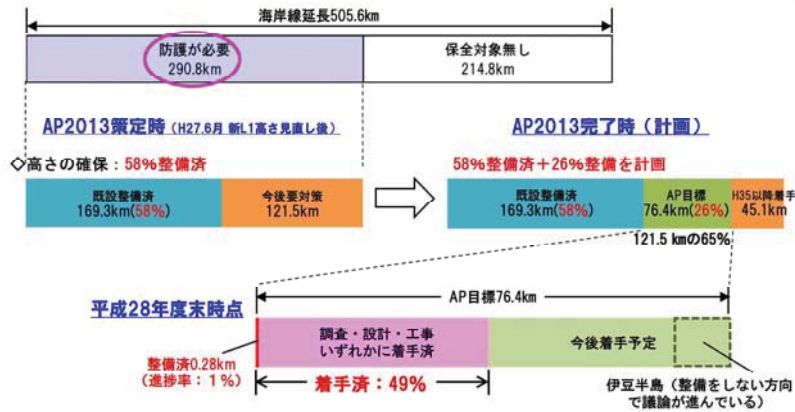 海岸線延長505.6km
防護が必要
290.8km
保全対象無し
214.8km
AP2013策定時（H27.6月 新L1高さ見直し後）
AP2013完了時（計画）
◇高さの確保：58%整備済
58%整備済＋26%整備を計画
既設整備済
169.3km(58%)
今後要対策
121.5km
既設整備済
169.3km(58%)
AP目標
76.4km(26%)
H35以降着手
45.1km
121.5 kmの65%
平成28年度末時点
AP目標76.4km
整備済0.28km
（進捗率：１％）
調査・設計・工事
いずれかに着手済
今後着手予定
着手済：49%
伊豆半島（整備をしない方向
で議論が進んでいる）